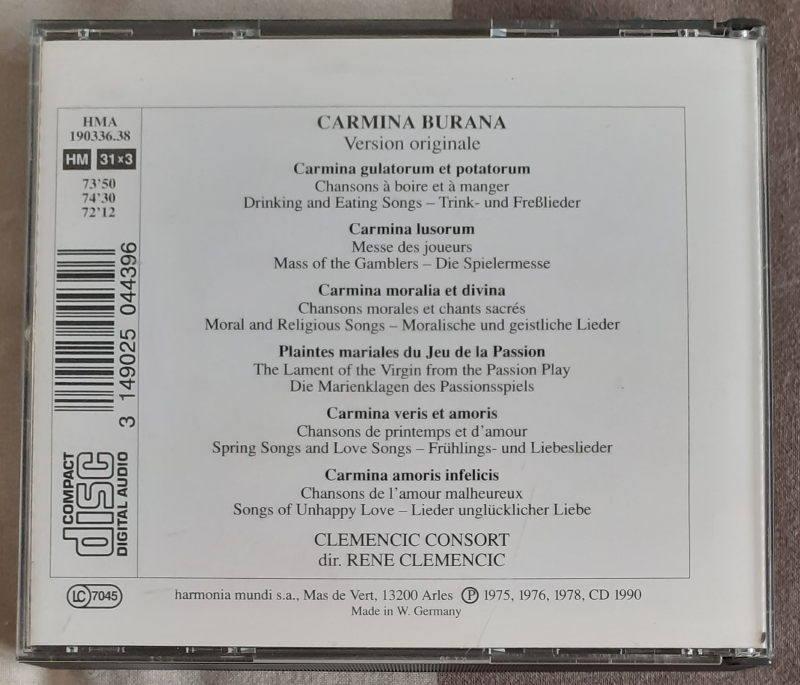 HMA
190336.38
HM 31×3
73'50
74'30
72'12
3 149025 044396
COMPACT
disc
DIGITAL AUDIO
CARMINA BURANA
Version originale
Carmina gulatorum et potatorum
Chansons à boire et à manger
Drinking and Eating Songs – Trink- und Freßlieder
Carmina lusorum
Messe des joueurs
Mass of the Gamblers – Die Spielermesse
Carmina moralia et divina
Chansons morales et chants sacrés
Moral and Religious Songs – Moralische und geistliche Lieder
Plaintes mariales du Jeu de la Passion
The Lament of the Virgin from the Passion Play
Die Marienklagen des Passionsspiels
Carmina veris et amoris
Chansons de printemps et d'amour
Spring Songs and Love Songs – Frühlings- und Liebeslieder
Carmina amoris infelicis
Chansons de l'amour malheureux
Songs of Unhappy Love – Lieder unglücklicher Liebe
CLEMENCIC CONSORT
dir. RENE CLEMENCIC
LC 7045
harmonia mundi s.a., Mas de Vert, 13200 Arles ℗ 1975, 1976, 1978, CD 1990
Made in W. Germany